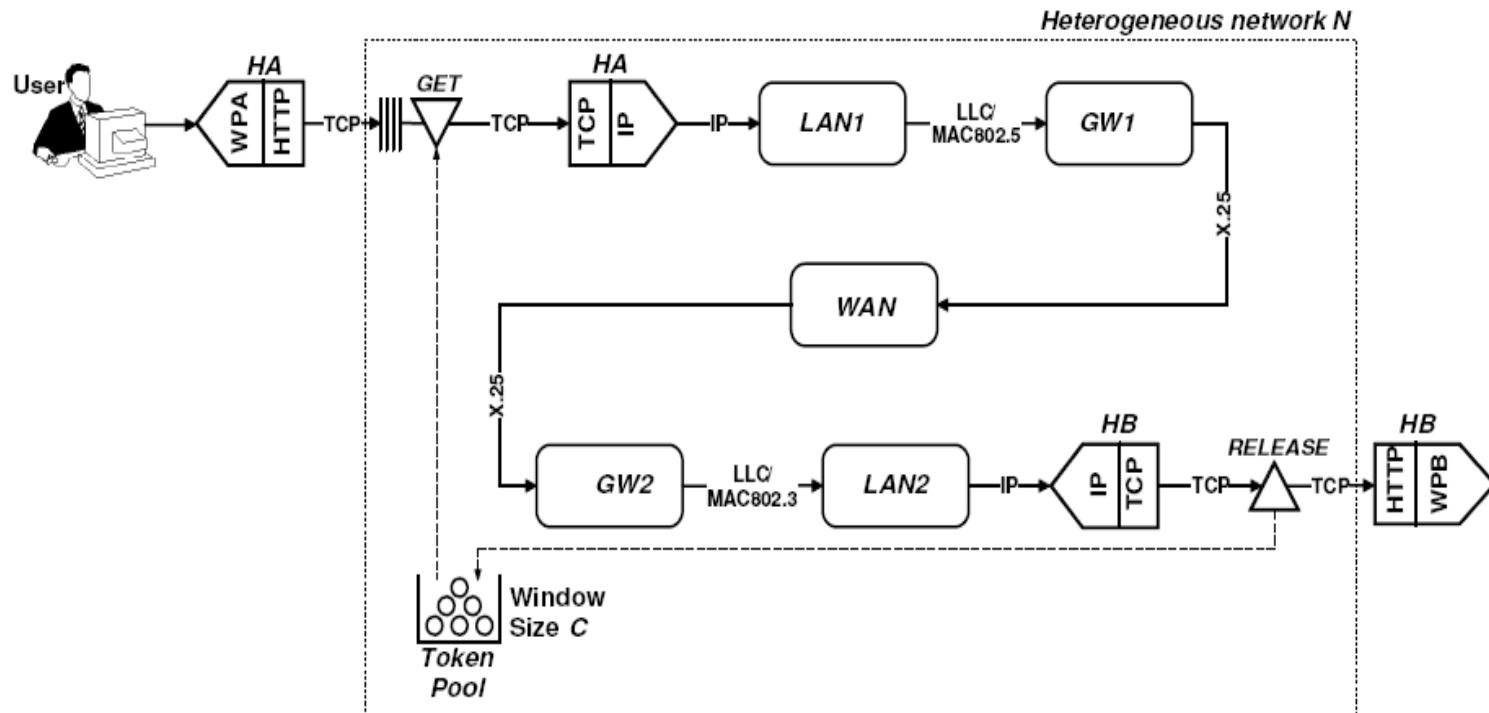 Heterogeneous network N
User
HA
WPA
HTTP
TCP
GET
TCP
HA
TCP
IP
IP
LAN1
LLC/
MAC802.5
GW1
X.25
WAN
X.25
GW2
LLC/
MAC802.3
LAN2
IP
HB
IP
TCP
TCP
RELEASE
TCP
HB
HTTP
WPB
Window
Size C
Token
Pool